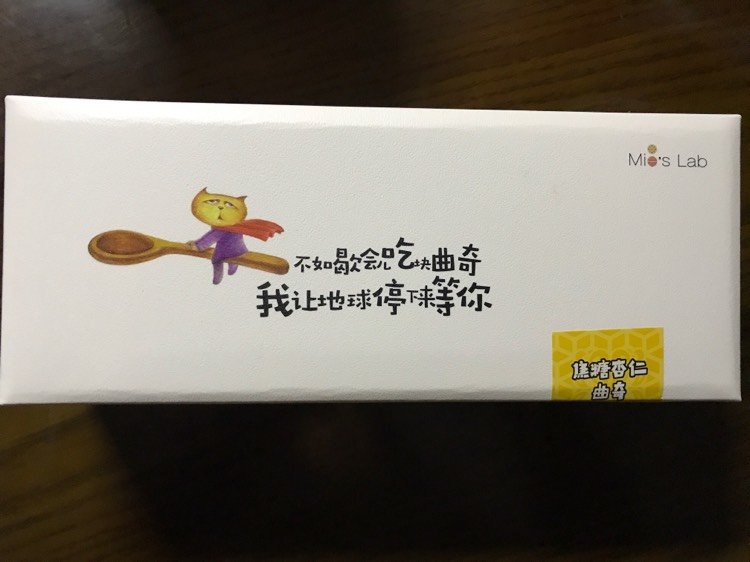 Mio's Lab
不如歇会儿吃块曲奇
我让地球停下来等你
焦糖杏仁
曲奇